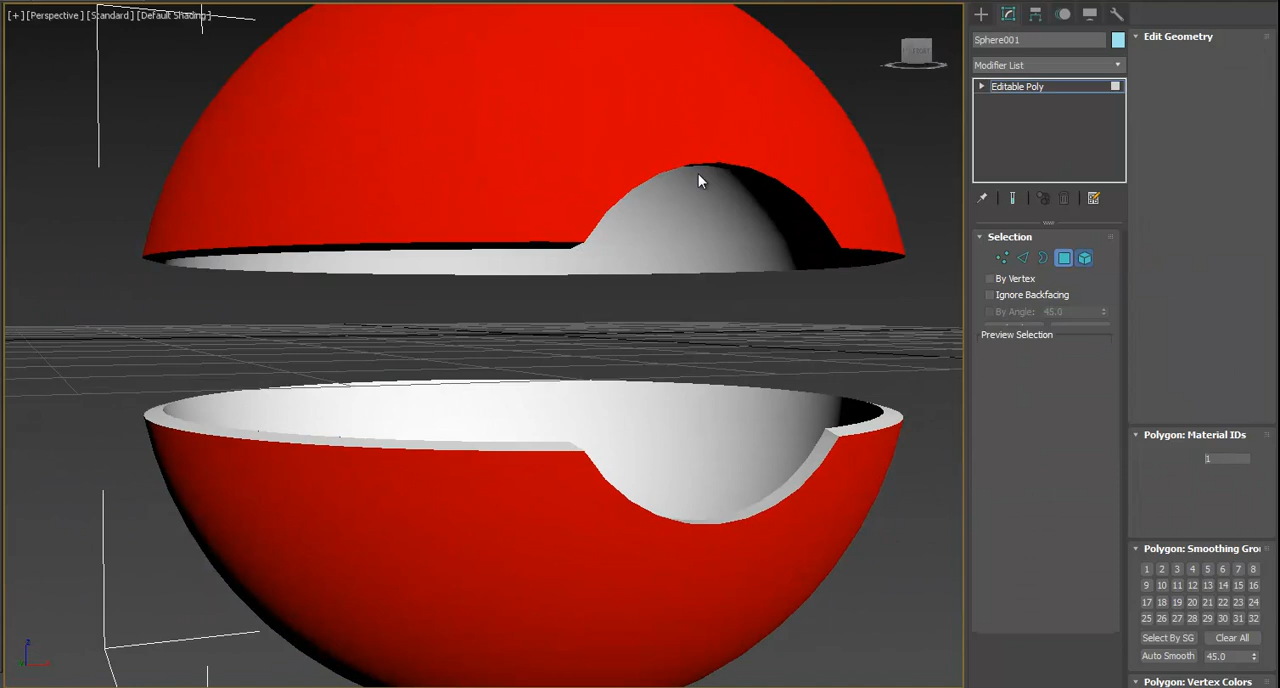 [+] [Perspective] [Standard] [Default Shading]
Sphere001
Modifier List
Editable Poly
Selection
By Vertex
Ignore Backfacing
By Angle: 45.0
Preview Selection
Edit Geometry
Polygon: Material IDs
1
Polygon: Smoothing Grou
1 2 3 4 5 6 7 8
9 10 11 12 13 14 15 16
17 18 19 20 21 22 23 24
25 26 27 28 29 30 31 32
Select By SG Clear All
Auto Smooth 45.0
Polygon: Vertex Colors
z